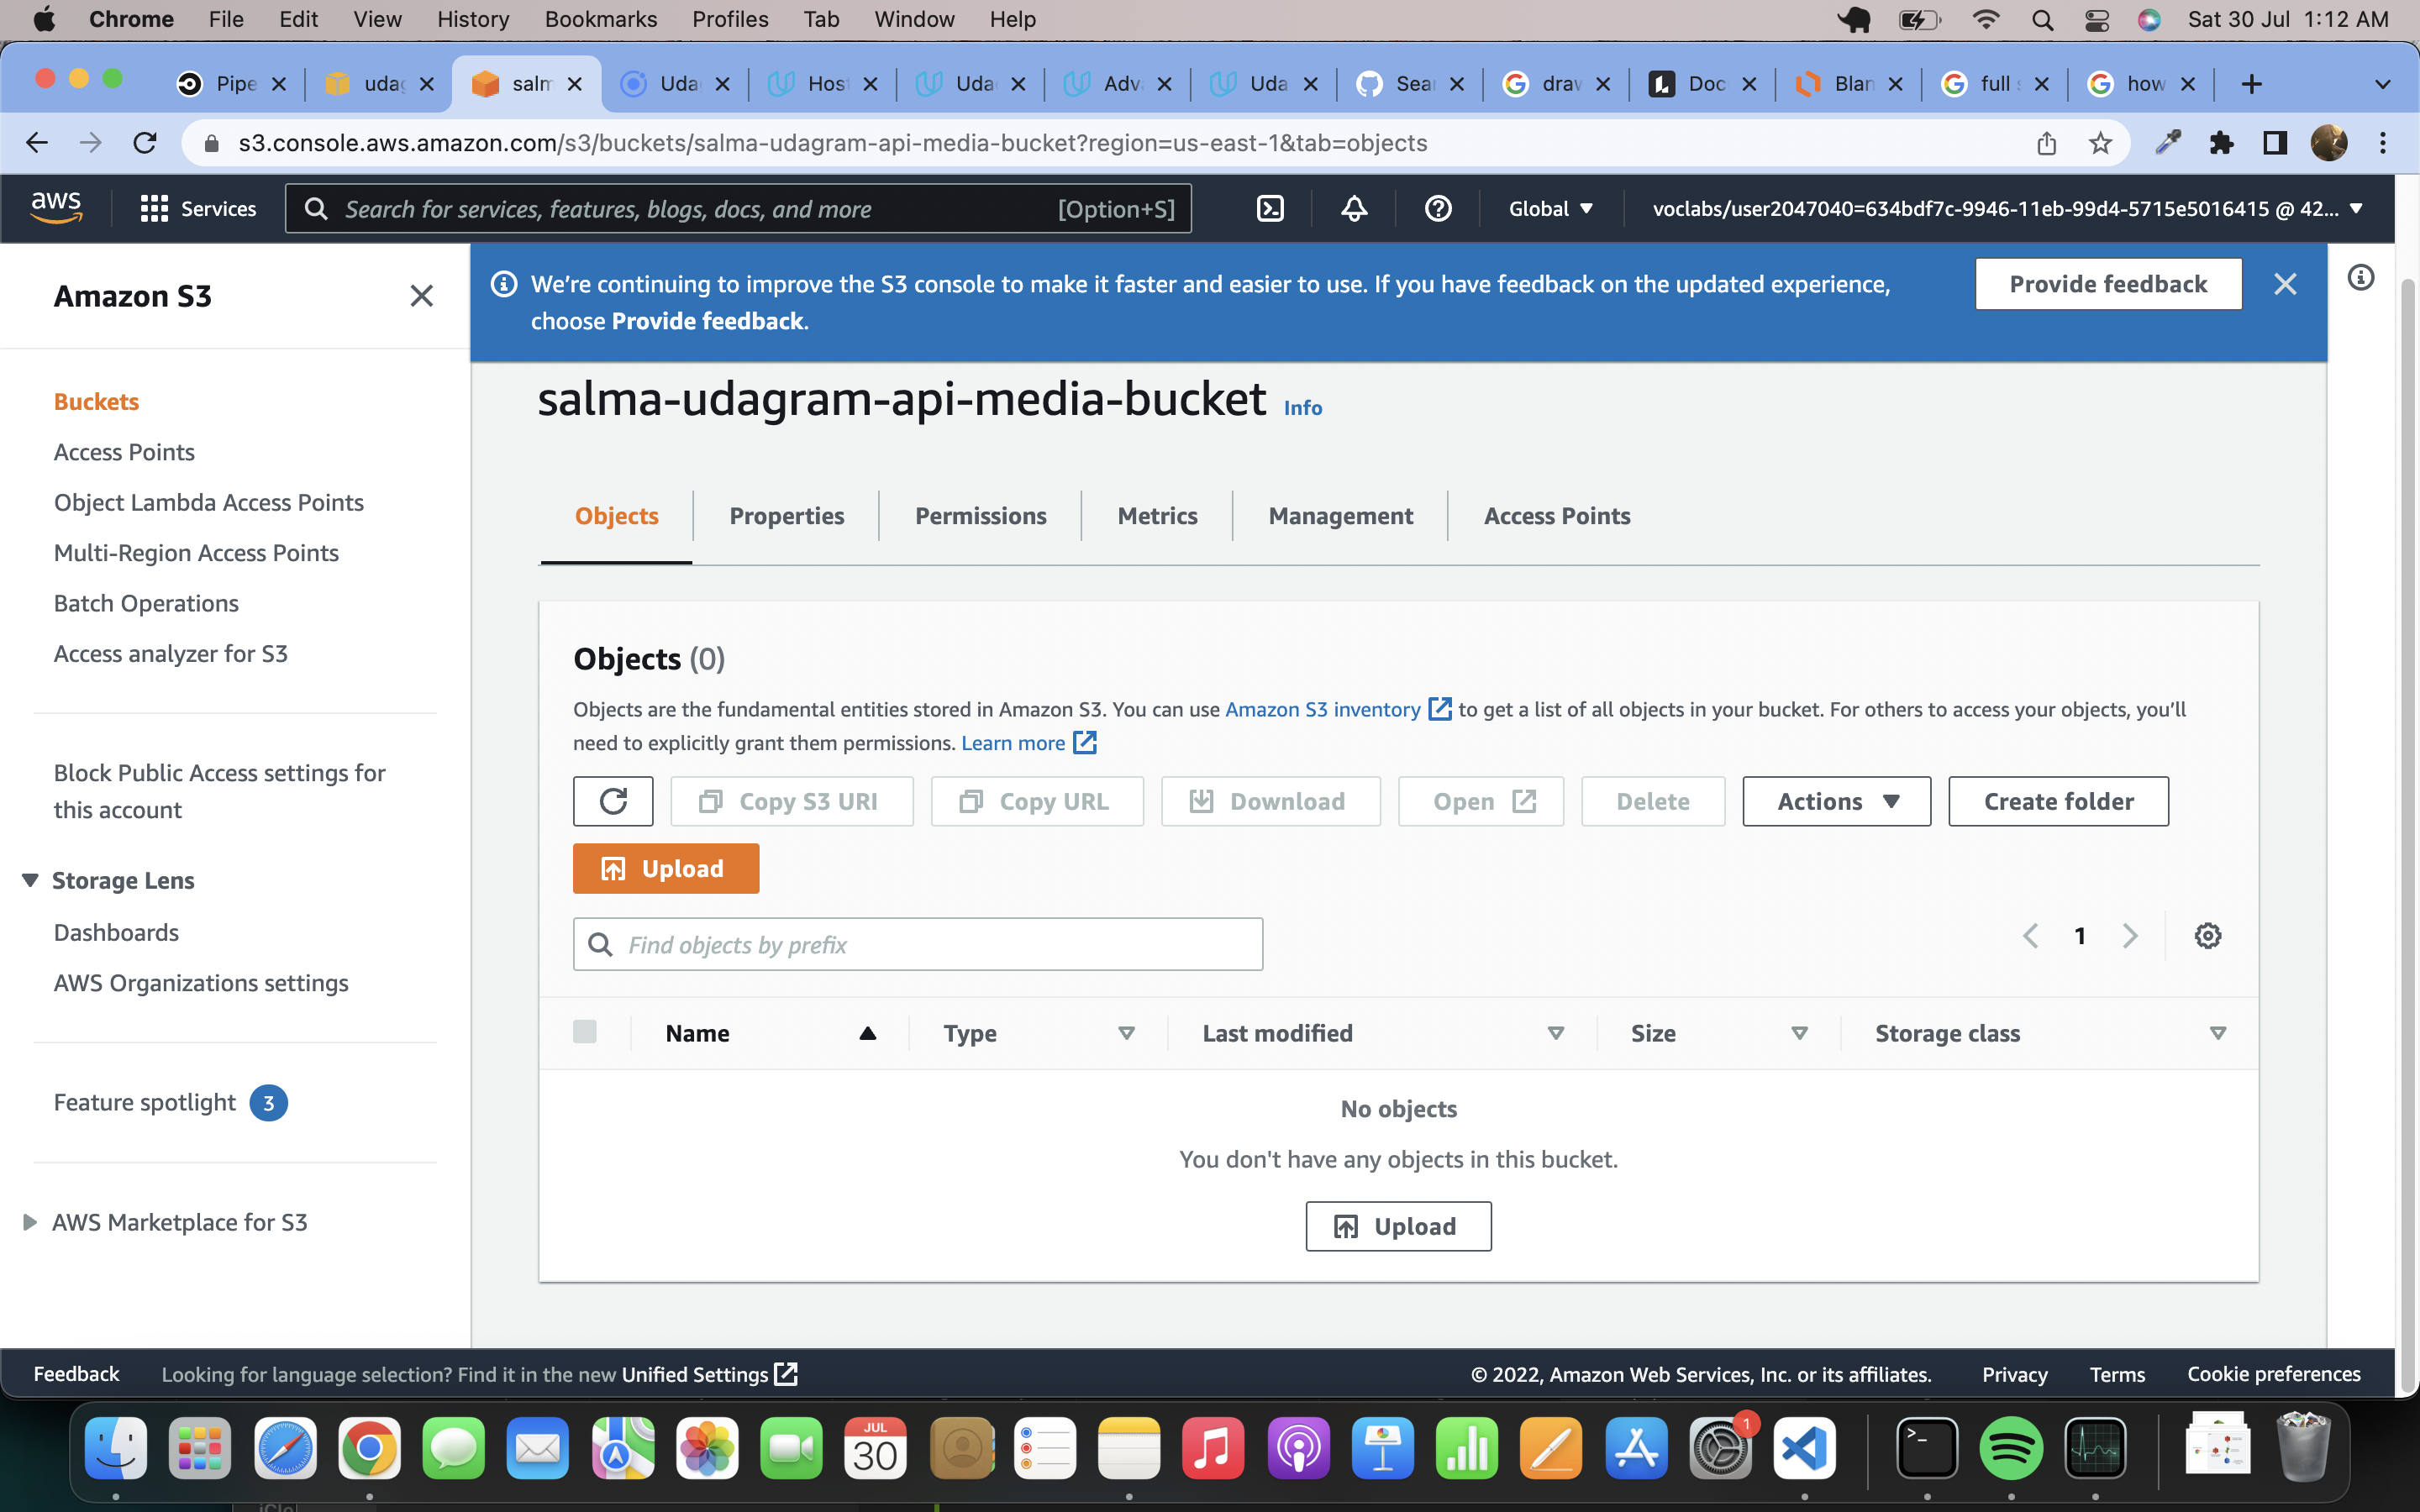 Chrome File Edit View History Bookmarks Profiles Tab Window Help Sat 30 Jul 1:12 AM
Pipe udag salm Uda Host Uda Adva Uda Sear draw Doc Blan full s how
s3.console.aws.amazon.com/s3/buckets/salma-udagram-api-media-bucket?region=us-east-1&tab=objects
aws Services Search for services, features, blogs, docs, and more [Option+S] Global voclabs/user2047040=634bdf7c-9946-11eb-99d4-5715e5016415 @ 42...
Amazon S3
Buckets
Access Points
Object Lambda Access Points
Multi-Region Access Points
Batch Operations
Access analyzer for S3
Block Public Access settings for
this account
Storage Lens
Dashboards
AWS Organizations settings
Feature spotlight 3
AWS Marketplace for S3
We're continuing to improve the S3 console to make it faster and easier to use. If you have feedback on the updated experience,
choose Provide feedback.
Provide feedback
salma-udagram-api-media-bucket Info
Objects Properties Permissions Metrics Management Access Points
Objects (0)
Objects are the fundamental entities stored in Amazon S3. You can use Amazon S3 inventory to get a list of all objects in your bucket. For others to access your objects, you'll
need to explicitly grant them permissions. Learn more
Copy S3 URI Copy URL Download Open Delete Actions Create folder
Upload
Find objects by prefix 1
Name Type Last modified Size Storage class
No objects
You don't have any objects in this bucket.
Upload
Feedback Looking for language selection? Find it in the new Unified Settings © 2022, Amazon Web Services, Inc. or its affiliates. Privacy Terms Cookie preferences
JUL
30
1